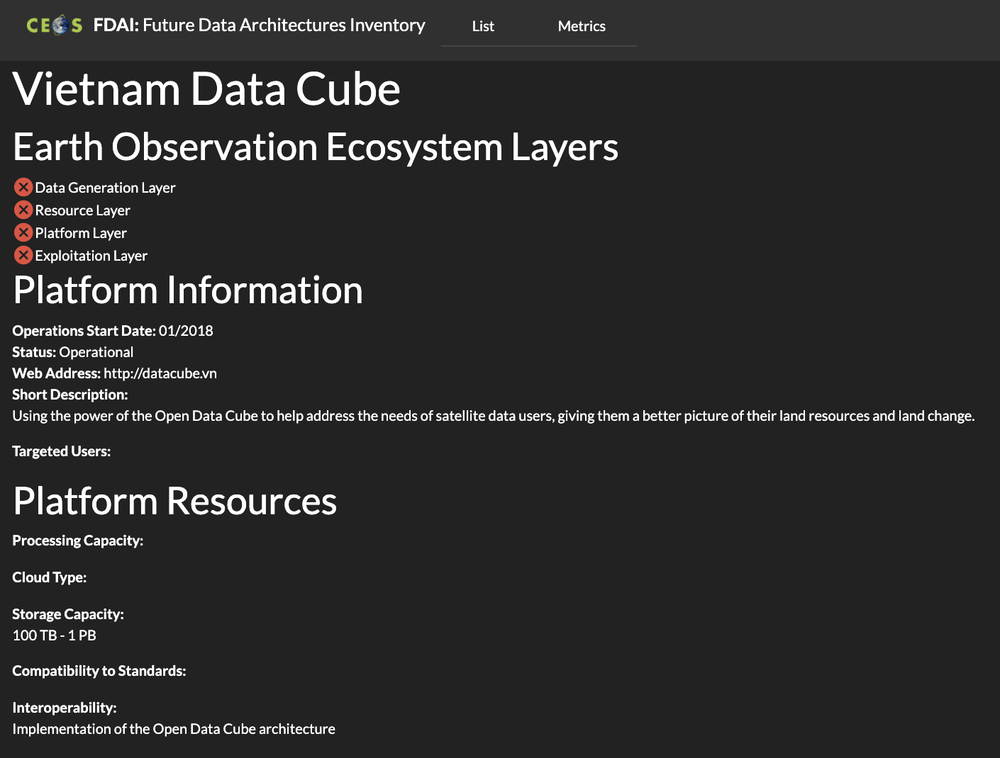 CEOS FDAI: Future Data Architectures Inventory List Metrics
Vietnam Data Cube
Earth Observation Ecosystem Layers
Data Generation Layer
Resource Layer
Platform Layer
Exploitation Layer
Platform Information
Operations Start Date: 01/2018
Status: Operational
Web Address: http://datacube.vn
Short Description:
Using the power of the Open Data Cube to help address the needs of satellite data users, giving them a better picture of their land resources and land change.
Targeted Users:
Platform Resources
Processing Capacity:
Cloud Type:
Storage Capacity:
100 TB - 1 PB
Compatibility to Standards:
Interoperability:
Implementation of the Open Data Cube architecture